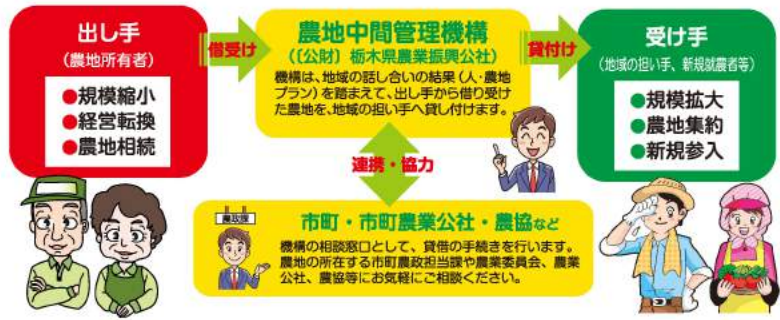 出し手
(農地所有者)
●規模縮小
●経営転換
●農地相続
借受け
農地中間管理機構
(〔公財〕栃木県農業振興公社)
機構は、地域の話し合いの結果(人・農地
プラン)を踏まえて、出し手から借り受け
た農地を、地域の担い手へ貸し付けます。
貸付け
受け手
(地域の担い手、新規就農者等)
●規模拡大
●農地集約
●新規参入
連携・協力
農政課
市町・市町農業公社・農協など
機構の相談窓口として、貸借の手続きを行います。
農地の所在する市町農政担当課や農業委員会、農業
公社、農協等にお気軽にご相談ください。